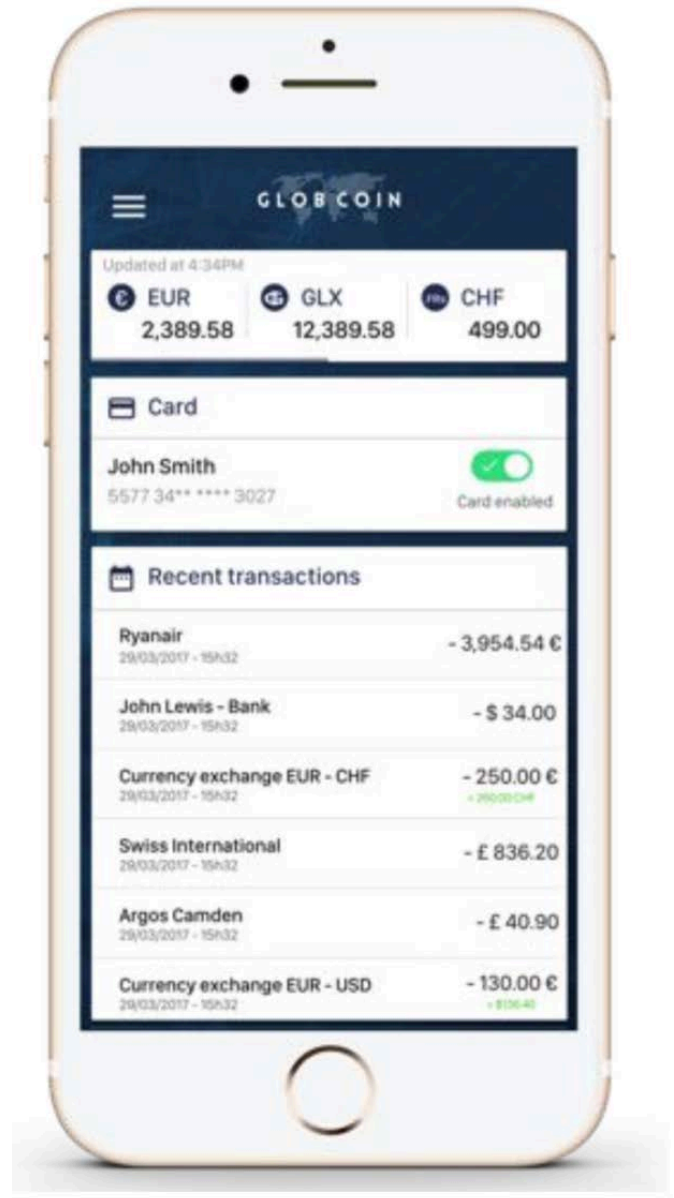 GLOBCOIN
Updated at 4:34PM
EUR GLX CHF
2,389.58 12,389.58 499.00
Card
John Smith
5577 34** **** 3027
Card enabled
Recent transactions
Ryanair - 3,954.54 €
29/03/2017 - 15h32
John Lewis - Bank - $ 34.00
29/03/2017 - 15h32
Currency exchange EUR - CHF - 250.00 €
29/03/2017 - 15h32
Swiss International - £ 836.20
29/03/2017 - 15h32
Argos Camden - £ 40.90
29/03/2017 - 15h32
Currency exchange EUR - USD - 130.00 €
29/03/2017 - 15h32